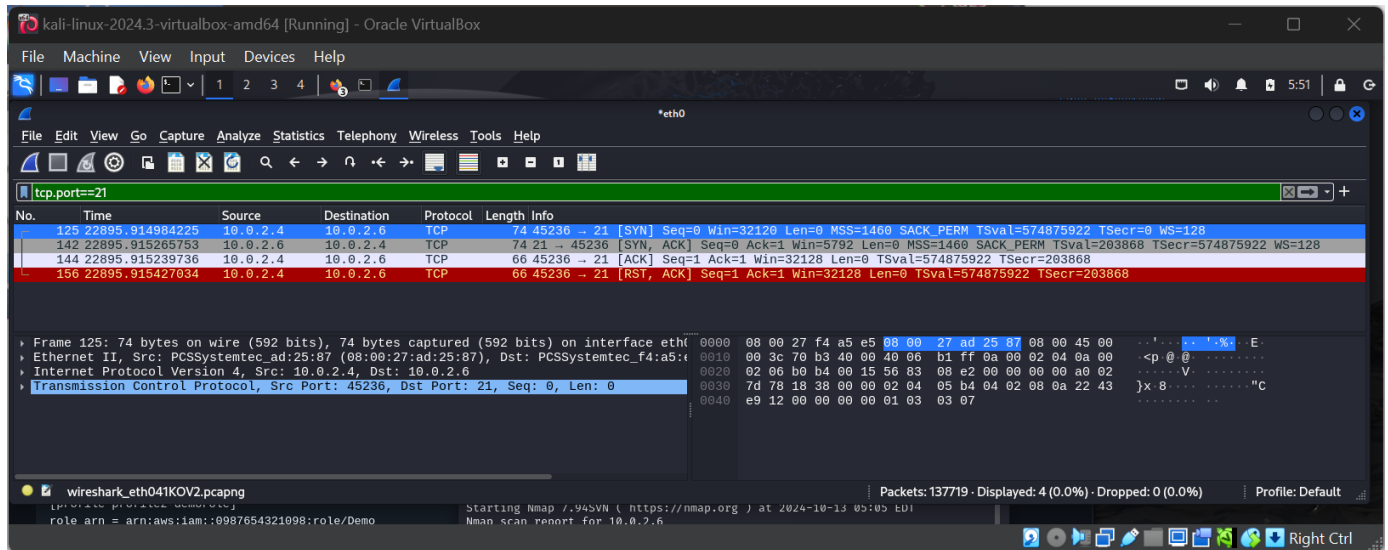 kali-linux-2024.3-virtualbox-amd64 [Running] - Oracle VirtualBox
File Machine View Input Devices Help
1 2 3 4 3 5:51
*eth0
File Edit View Go Capture Analyze Statistics Telephony Wireless Tools Help
tcp.port==21
No. Time Source Destination Protocol Length Info
125 22895.914984225 10.0.2.4 10.0.2.6 TCP 74 45236 → 21 [SYN] Seq=0 Win=32120 Len=0 MSS=1460 SACK_PERM TSval=574875922 TSecr=0 WS=128
142 22895.915265753 10.0.2.6 10.0.2.4 TCP 74 21 → 45236 [SYN, ACK] Seq=0 Ack=1 Win=5792 Len=0 MSS=1460 SACK_PERM TSval=203868 TSecr=574875922 WS=128
144 22895.915239736 10.0.2.4 10.0.2.6 TCP 66 45236 → 21 [ACK] Seq=1 Ack=1 Win=32128 Len=0 TSval=574875922 TSecr=203868
156 22895.915427034 10.0.2.4 10.0.2.6 TCP 66 45236 → 21 [RST, ACK] Seq=1 Ack=1 Win=32128 Len=0 TSval=574875922 TSecr=203868
Frame 125: 74 bytes on wire (592 bits), 74 bytes captured (592 bits) on interface eth 0000 08 00 27 f4 a5 e5 08 00 27 ad 25 87 08 00 45 00 ··'····· '·%···E·
Ethernet II, Src: PCSSystemtec_ad:25:87 (08:00:27:ad:25:87), Dst: PCSSystemtec_f4:a5: 0010 00 3c 70 b3 40 00 40 06 b1 ff 0a 00 02 04 0a 00 ·<p·@·@· ········
Internet Protocol Version 4, Src: 10.0.2.4, Dst: 10.0.2.6 0020 02 06 b0 b4 00 15 56 83 08 e2 00 00 00 00 a0 02 ······V· ········
Transmission Control Protocol, Src Port: 45236, Dst Port: 21, Seq: 0, Len: 0 0030 7d 78 18 38 00 00 02 04 05 b4 04 02 08 0a 22 43 }x·8···· ······"C
0040 e9 12 00 00 00 00 01 03 03 07 ········ ··
wireshark_eth041KOV2.pcapng Packets: 137719 · Displayed: 4 (0.0%) · Dropped: 0 (0.0%) Profile: Default
[profile profile2-demorole] Starting Nmap 7.94SVN ( https://nmap.org ) at 2024-10-13 05:05 EDT
role_arn = arn:aws:iam::0987654321098:role/Demo Nmap scan report for 10.0.2.6
Right Ctrl